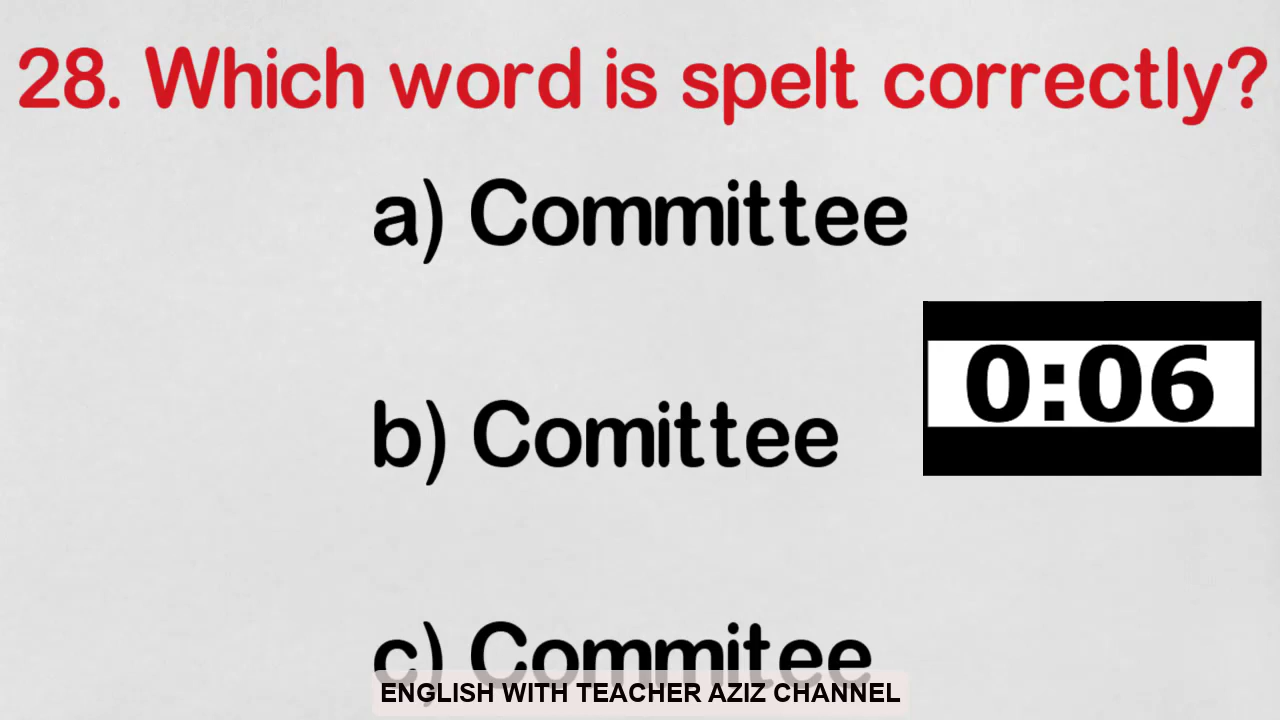 28. Which word is spelt correctly?
a) Committee
b) Comittee
0:06
c) Commitee
ENGLISH WITH TEACHER AZIZ CHANNEL